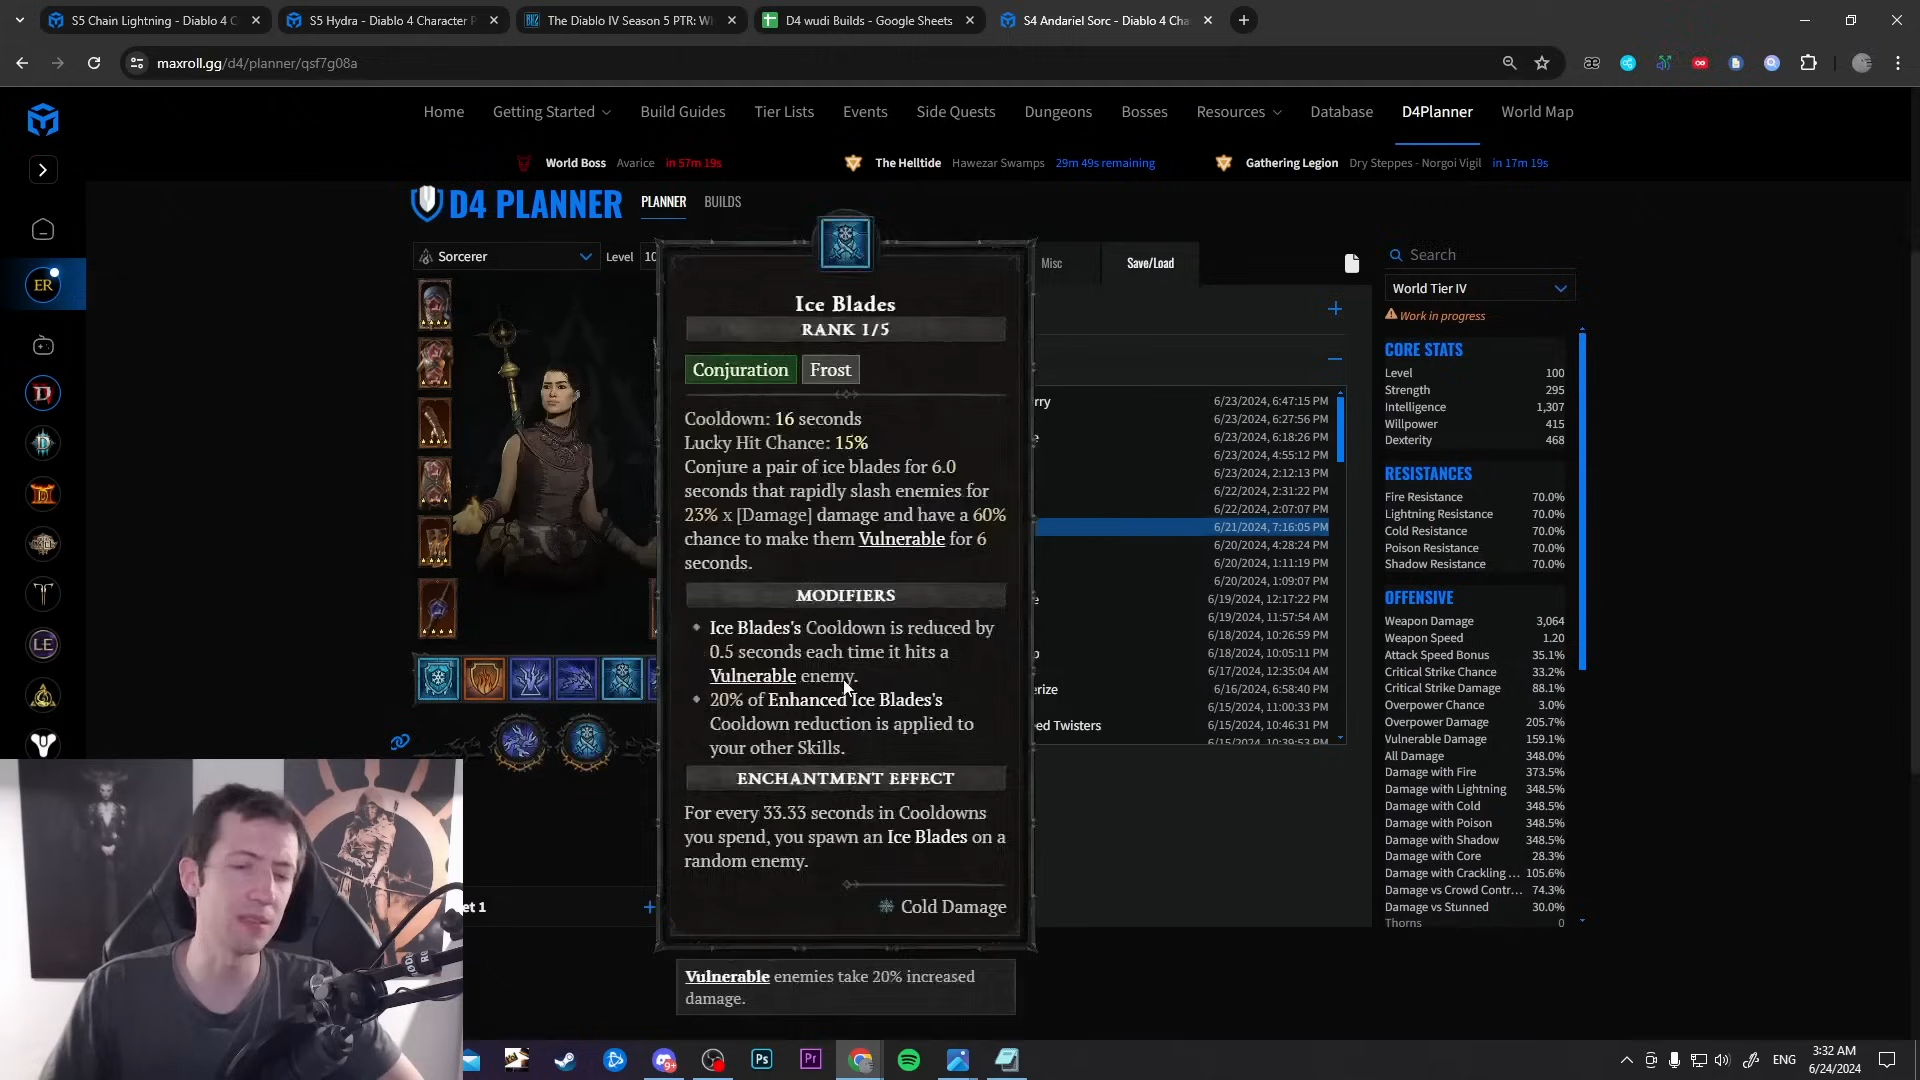 S5 Chain Lightning - Diablo 4 C
S5 Hydra - Diablo 4 Character P
The Diablo IV Season 5 PTR: Wh
D4 wudi Builds - Google Sheets
S4 Andariel Sorc - Diablo 4 Cha
maxroll.gg/d4/planner/qsf7g08a
Home
Getting Started
Build Guides
Tier Lists
Events
Side Quests
Dungeons
Bosses
Resources
Database
D4Planner
World Map
World Boss Avarice in 57m 19s
The Helltide Hawezar Swamps 29m 49s remaining
Gathering Legion Dry Steppes - Norgoi Vigil in 17m 19s
D4 PLANNER
PLANNER
BUILDS
Sorcerer
Level 10
Misc
Save/Load
Search
World Tier IV
Work in progress
ER
LE
Ice Blades
RANK 1/5
Conjuration
Frost
Cooldown: 16 seconds
Lucky Hit Chance: 15%
Conjure a pair of ice blades for 6.0
seconds that rapidly slash enemies for
23% x [Damage] damage and have a 60%
chance to make them Vulnerable for 6
seconds.
MODIFIERS
Ice Blades's Cooldown is reduced by
0.5 seconds each time it hits a
Vulnerable enemy.
20% of Enhanced Ice Blades's
Cooldown reduction is applied to
your other Skills.
ENCHANTMENT EFFECT
For every 33.33 seconds in Cooldowns
you spend, you spawn an Ice Blades on a
random enemy.
Cold Damage
Vulnerable enemies take 20% increased
damage.
rry 6/23/2024, 6:47:15 PM
6/23/2024, 6:27:56 PM
e 6/23/2024, 6:18:26 PM
6/23/2024, 4:55:12 PM
6/23/2024, 2:12:13 PM
6/22/2024, 2:31:22 PM
6/22/2024, 2:07:07 PM
6/21/2024, 7:16:05 PM
6/20/2024, 4:28:24 PM
6/20/2024, 1:11:19 PM
6/20/2024, 1:09:07 PM
e 6/19/2024, 12:17:22 PM
6/19/2024, 11:57:54 AM
6/18/2024, 10:26:59 PM
p 6/18/2024, 10:05:11 PM
6/17/2024, 12:35:04 AM
erize 6/16/2024, 6:58:40 PM
6/15/2024, 11:00:33 PM
ed Twisters 6/15/2024, 10:46:31 PM
6/15/2024, 10:39:53 PM
CORE STATS
Level 100
Strength 295
Intelligence 1,307
Willpower 415
Dexterity 468
RESISTANCES
Fire Resistance 70.0%
Lightning Resistance 70.0%
Cold Resistance 70.0%
Poison Resistance 70.0%
Shadow Resistance 70.0%
OFFENSIVE
Weapon Damage 3,064
Weapon Speed 1.20
Attack Speed Bonus 35.1%
Critical Strike Chance 33.2%
Critical Strike Damage 88.1%
Overpower Chance 3.0%
Overpower Damage 205.7%
Vulnerable Damage 159.1%
All Damage 348.0%
Damage with Fire 373.5%
Damage with Lightning 348.5%
Damage with Cold 348.5%
Damage with Poison 348.5%
Damage with Shadow 348.5%
Damage with Core 28.3%
Damage with Crackling ... 105.6%
Damage vs Crowd Contr... 74.3%
Damage vs Stunned 30.0%
Thorns 0
et 1
Ps
Pr
ENG
3:32 AM
6/24/2024